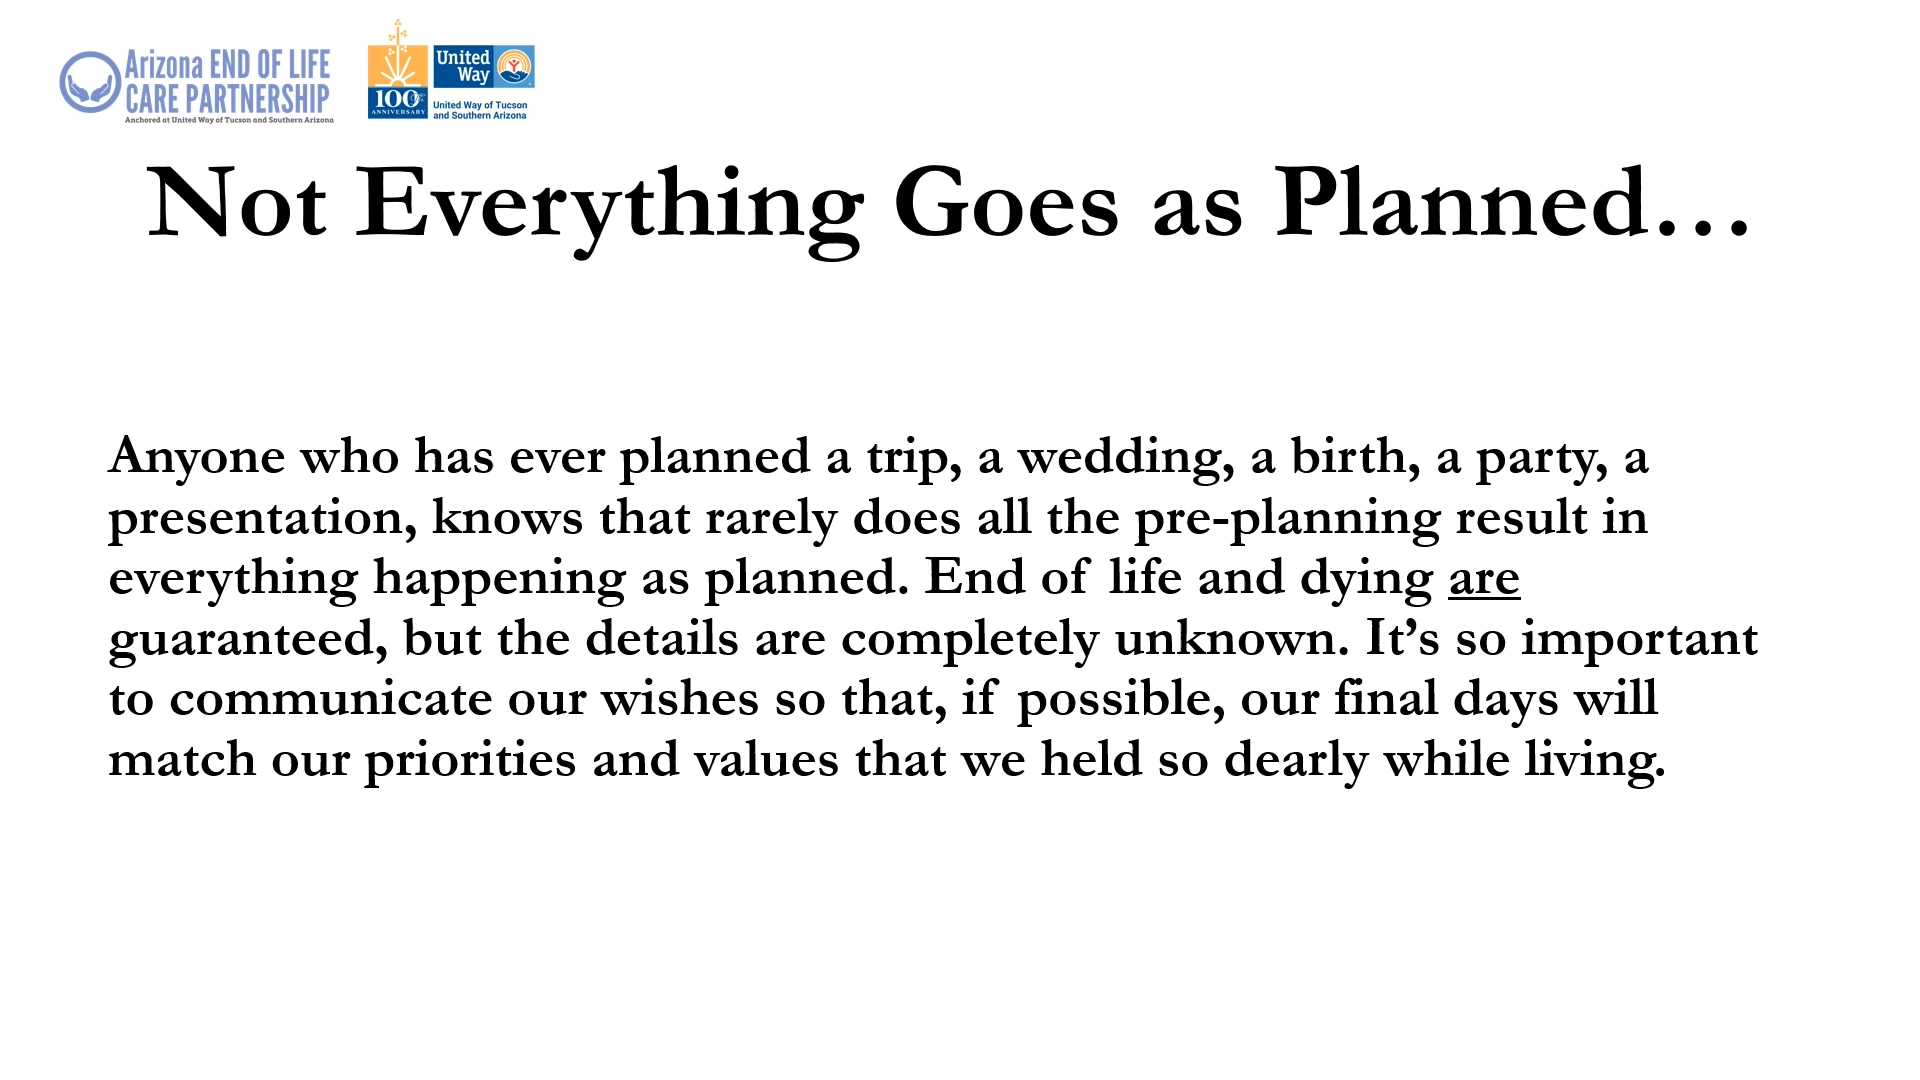 Arizona END OF LIFE
CARE PARTNERSHIP
Anchored at United Way of Tucson and Southern Arizona
100
ANNIVERSARY
United
Way
United Way of Tucson
and Southern Arizona
Not Everything Goes as Planned…
Anyone who has ever planned a trip, a wedding, a birth, a party, a
presentation, knows that rarely does all the pre-planning result in
everything happening as planned. End of life and dying are
guaranteed, but the details are completely unknown. It’s so important
to communicate our wishes so that, if possible, our final days will
match our priorities and values that we held so dearly while living.